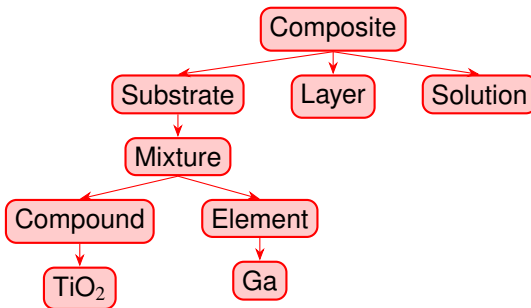 Composite
Substrate Layer Solution
Mixture
Compound Element
TiO₂ Ga